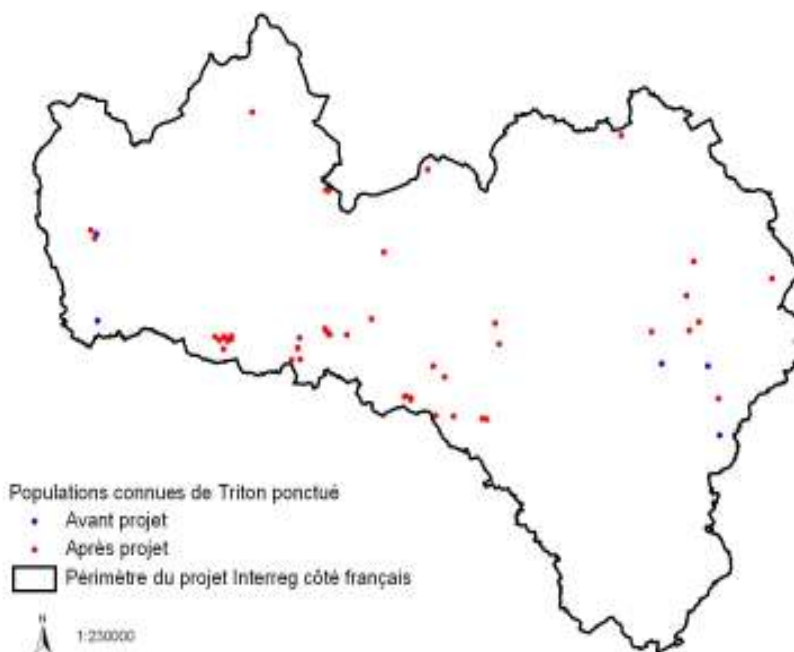 Populations connues de Triton ponctué
Avant projet
Après projet
Périmètre du projet Interreg côté français
N
1:230000